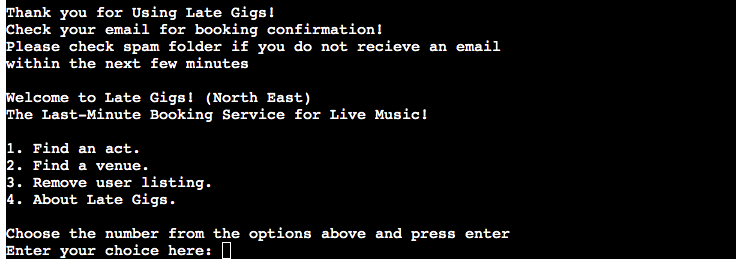 Thank you for Using Late Gigs!
Check your email for booking confirmation!
Please check spam folder if you do not recieve an email
within the next few minutes
Welcome to Late Gigs! (North East)
The Last-Minute Booking Service for Live Music!
1. Find an act.
2. Find a venue.
3. Remove user listing.
4. About Late Gigs.
Choose the number from the options above and press enter
Enter your choice here: